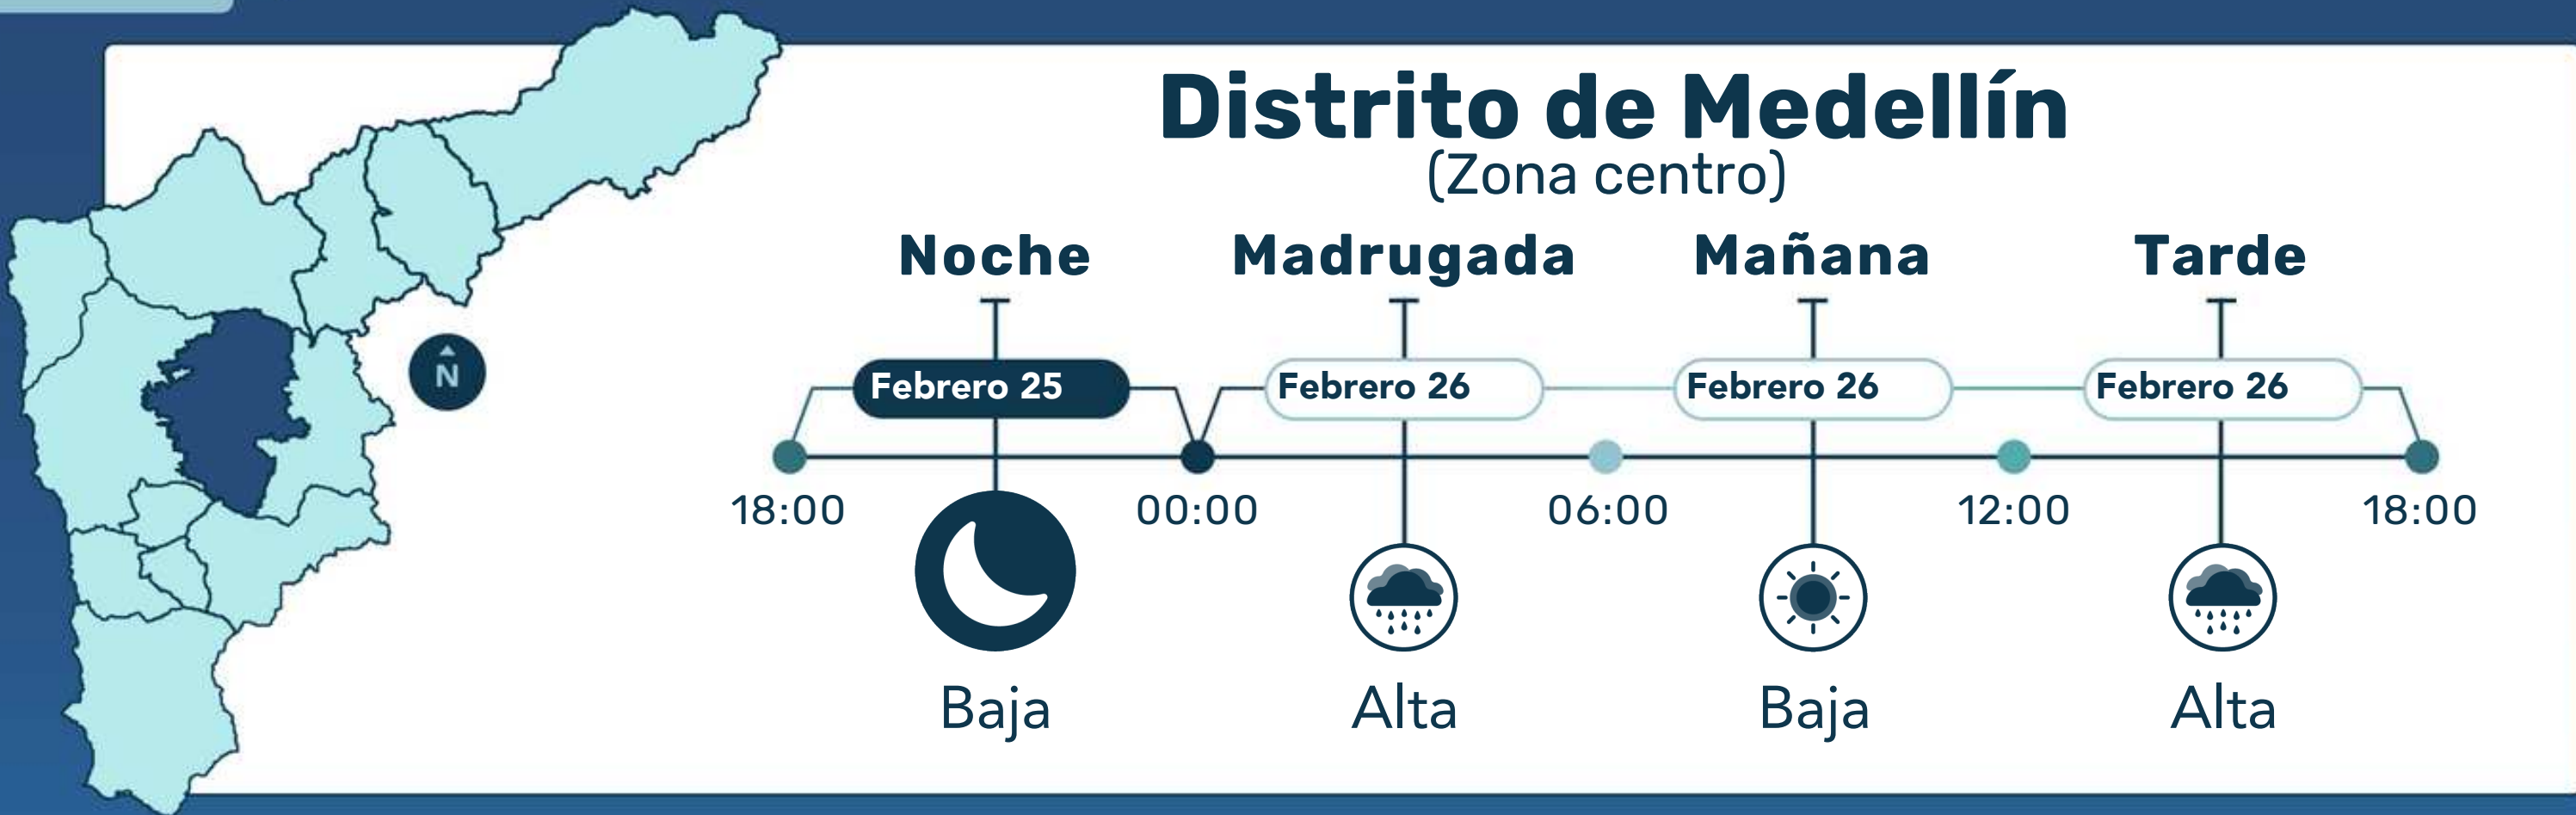 Distrito de Medellín
(Zona centro)
Noche Madrugada Mañana Tarde
N
Febrero 25 Febrero 26 Febrero 26 Febrero 26
18:00 00:00 06:00 12:00 18:00
Baja Alta Baja Alta